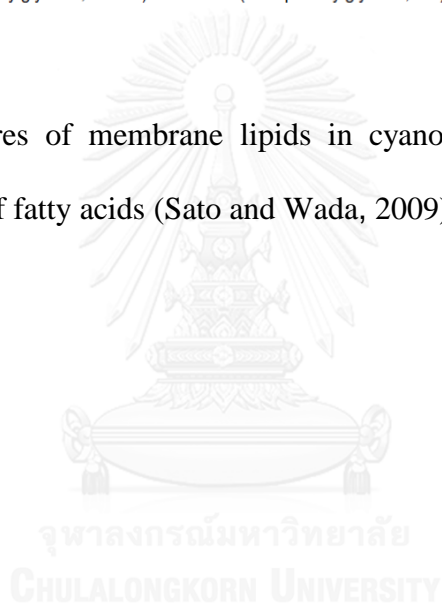 res of membrane lipids in cyano
f fatty acids (Sato and Wada, 2009)
จุฬาลงกรณ์มหาวิทยาลัย
CHULALONGKORN UNIVERSITY